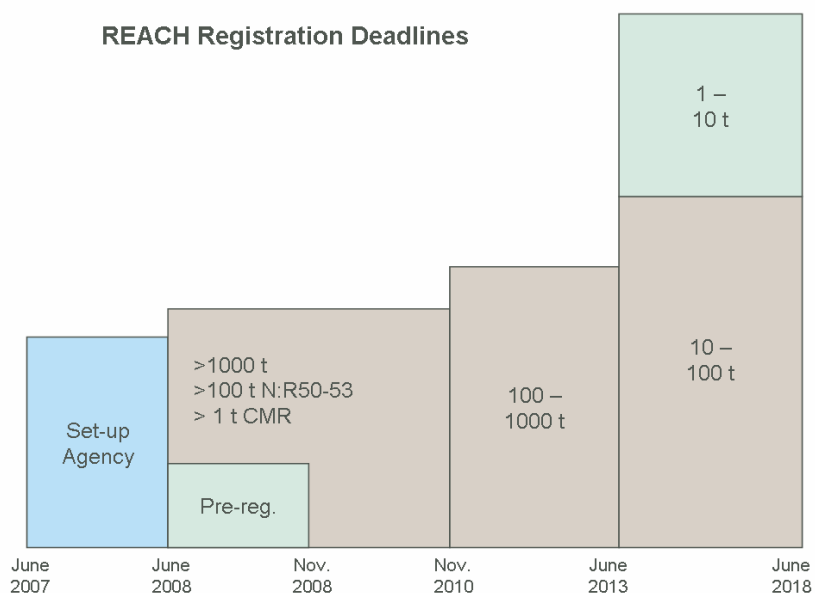 REACH Registration Deadlines
1 –
10 t
10 –
100 t
>1000 t
>100 t N:R50-53
> 1 t CMR
100 –
1000 t
Set-up
Agency
Pre-reg.
June
2007
June
2008
Nov.
2008
Nov.
2010
June
2013
June
2018